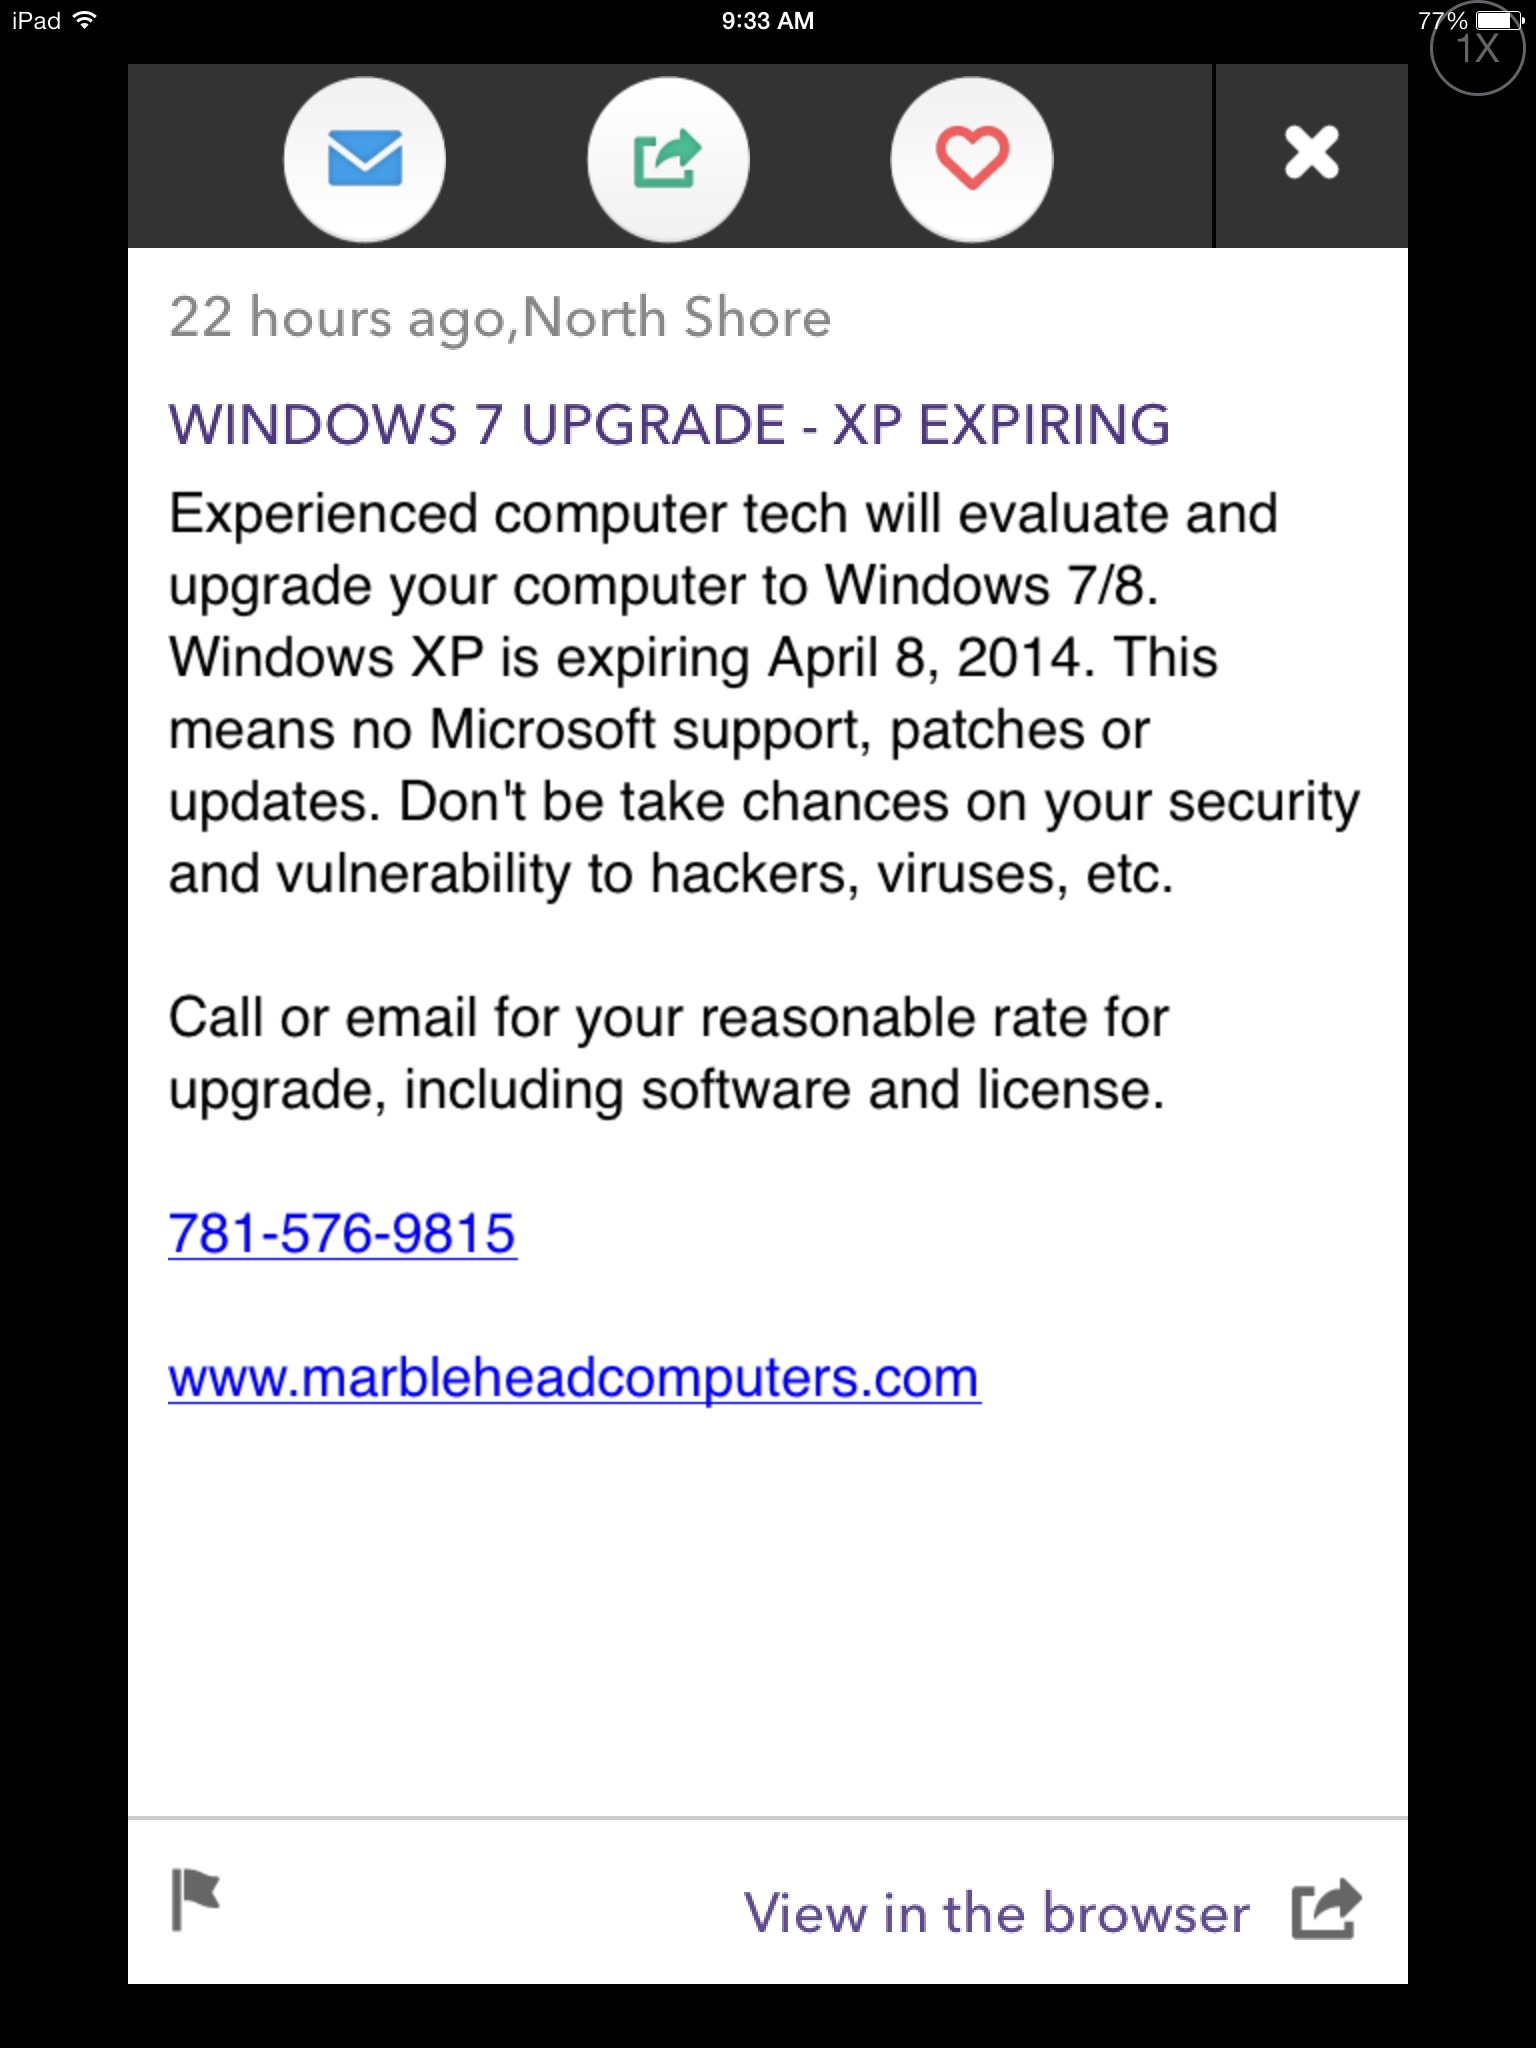 iPad 9:33 AM 77%
1X
22 hours ago,North Shore
WINDOWS 7 UPGRADE - XP EXPIRING
Experienced computer tech will evaluate and
upgrade your computer to Windows 7/8.
Windows XP is expiring April 8, 2014. This
means no Microsoft support, patches or
updates. Don't be take chances on your security
and vulnerability to hackers, viruses, etc.
Call or email for your reasonable rate for
upgrade, including software and license.
781-576-9815
www.marbleheadcomputers.com
View in the browser